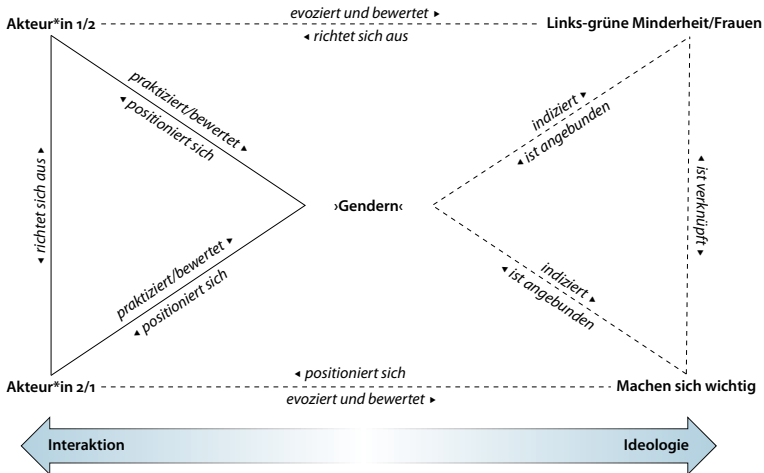 evoziert und bewertet ▸
Akteur*in 1/2
Links-grüne Minderheit/Frauen
◂ richtet sich aus
praktiziert/bewertet ▸
◂ positioniert sich
indiziert ▸
◂ ist angebunden
◂ richtet sich aus ▸
›Gendern‹
◂ ist verknüpft ▸
praktiziert/bewertet ▸
◂ positioniert sich
indiziert ▸
◂ ist angebunden
◂ positioniert sich
Akteur*in 2/1
Machen sich wichtig
evoziert und bewertet ▸
Interaktion
Ideologie